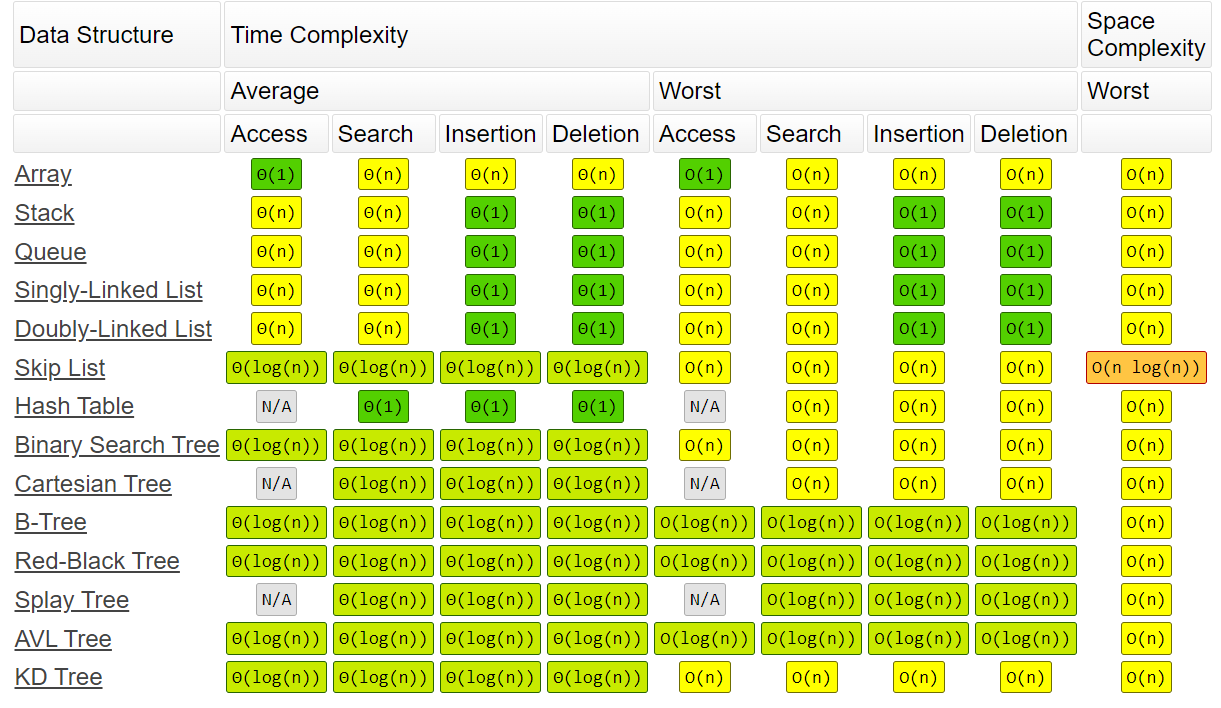 Data Structure Time Complexity Space Complexity
Average Worst Worst
Access Search Insertion Deletion Access Search Insertion Deletion
Array Θ(1) Θ(n) Θ(n) Θ(n) O(1) O(n) O(n) O(n) O(n)
Stack Θ(n) Θ(n) Θ(1) Θ(1) O(n) O(n) O(1) O(1) O(n)
Queue Θ(n) Θ(n) Θ(1) Θ(1) O(n) O(n) O(1) O(1) O(n)
Singly-Linked List Θ(n) Θ(n) Θ(1) Θ(1) O(n) O(n) O(1) O(1) O(n)
Doubly-Linked List Θ(n) Θ(n) Θ(1) Θ(1) O(n) O(n) O(1) O(1) O(n)
Skip List Θ(log(n)) Θ(log(n)) Θ(log(n)) Θ(log(n)) O(n) O(n) O(n) O(n) O(n log(n))
Hash Table N/A Θ(1) Θ(1) Θ(1) N/A O(n) O(n) O(n) O(n)
Binary Search Tree Θ(log(n)) Θ(log(n)) Θ(log(n)) Θ(log(n)) O(n) O(n) O(n) O(n) O(n)
Cartesian Tree N/A Θ(log(n)) Θ(log(n)) Θ(log(n)) N/A O(n) O(n) O(n) O(n)
B-Tree Θ(log(n)) Θ(log(n)) Θ(log(n)) Θ(log(n)) O(log(n)) O(log(n)) O(log(n)) O(log(n)) O(n)
Red-Black Tree Θ(log(n)) Θ(log(n)) Θ(log(n)) Θ(log(n)) O(log(n)) O(log(n)) O(log(n)) O(log(n)) O(n)
Splay Tree N/A Θ(log(n)) Θ(log(n)) Θ(log(n)) N/A O(log(n)) O(log(n)) O(log(n)) O(n)
AVL Tree Θ(log(n)) Θ(log(n)) Θ(log(n)) Θ(log(n)) O(log(n)) O(log(n)) O(log(n)) O(log(n)) O(n)
KD Tree Θ(log(n)) Θ(log(n)) Θ(log(n)) Θ(log(n)) O(n) O(n) O(n) O(n) O(n)